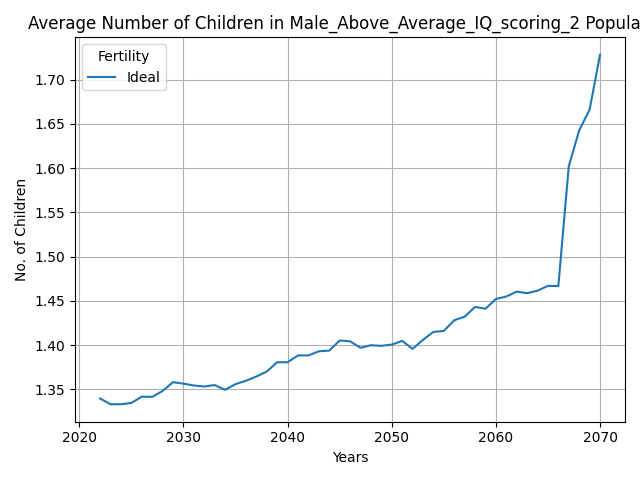 Average Number of Children in Male_Above_Average_IQ_scoring_2 Popula
Fertility
Ideal
1.70
1.65
1.60
1.55
1.50
1.45
1.40
1.35
No. of Children
2020
2030
2040
2050
2060
2070
Years